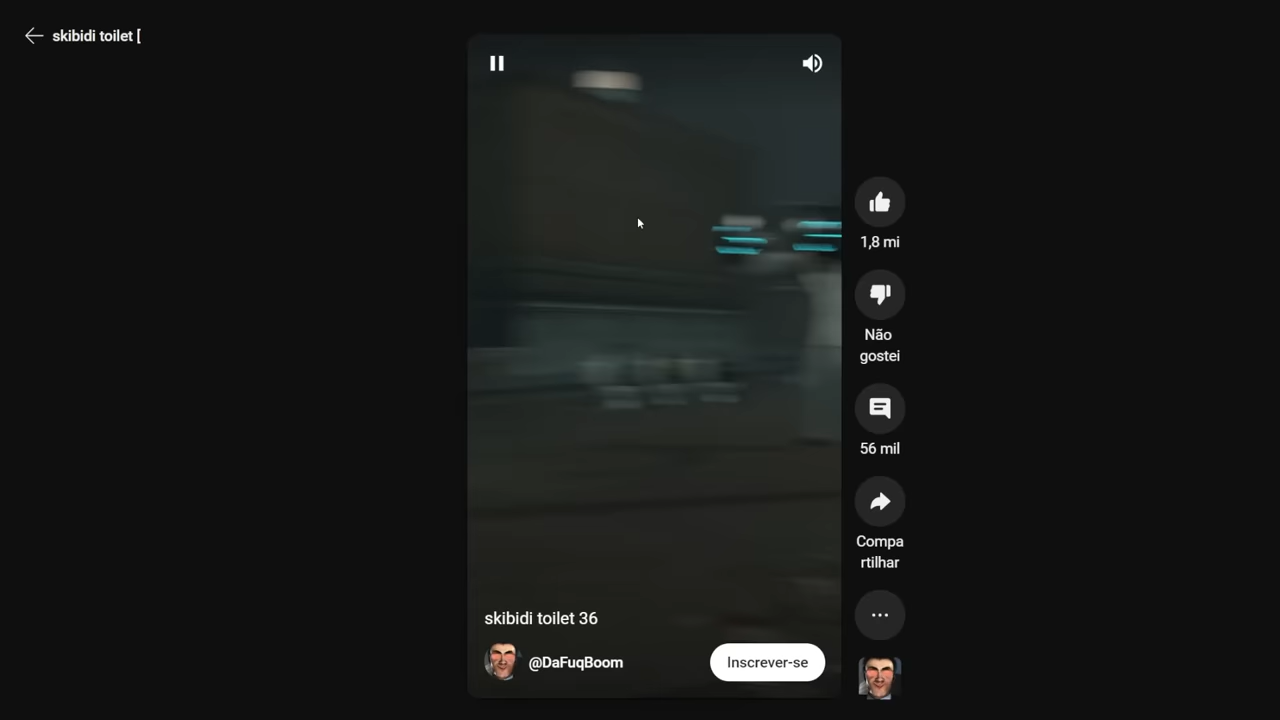 skibidi toilet [
1,8 mi
Não
gostei
56 mil
Compa
rtilhar
skibidi toilet 36
@DaFuqBoom
Inscrever-se